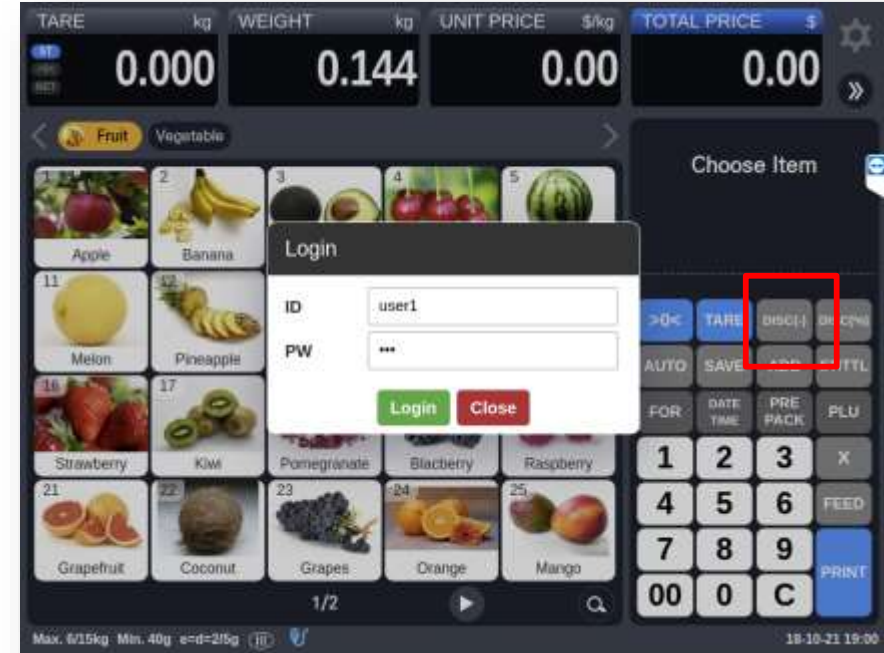 TARE kg WEIGHT kg UNIT PRICE $/kg TOTAL PRICE $
ST
NET
0.000 0.144 0.00 0.00
Fruit Vegetable
Choose Item
1 2 3 4 5
Apple Banana
Login
11 12
ID user1
PW •••
Melon Pineapple
Login Close
16 17
Strawberry Kiwi Pomegranate Blacberry Raspberry
21 22 23 24 25
Grapefruit Coconut Grapes Orange Mango
1/2
>0< TARE DISC(-) DISC(%)
AUTO SAVE ADD SUTTL
FOR DATE TIME PRE PACK PLU
1 2 3 X
4 5 6 FEED
7 8 9
PRINT
00 0 C
Max. 6/15kg Min. 40g e=d=2/5g III 18-10-21 19:00